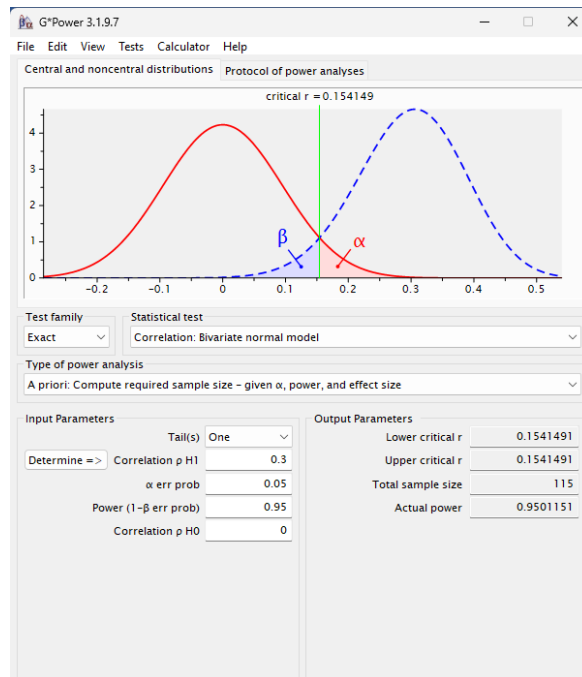 G*Power 3.1.9.7
File Edit View Tests Calculator Help
Central and noncentral distributions Protocol of power analyses
critical r = 0.154149
4
3
2
1
0
β α
-0.2 -0.1 0 0.1 0.2 0.3 0.4 0.5
Test family Statistical test
Exact Correlation: Bivariate normal model
Type of power analysis
A priori: Compute required sample size - given α, power, and effect size
Input Parameters Output Parameters
Tail(s) One Lower critical r 0.1541491
Determine => Correlation ρ H1 0.3 Upper critical r 0.1541491
α err prob 0.05 Total sample size 115
Power (1-β err prob) 0.95 Actual power 0.9501151
Correlation ρ H0 0